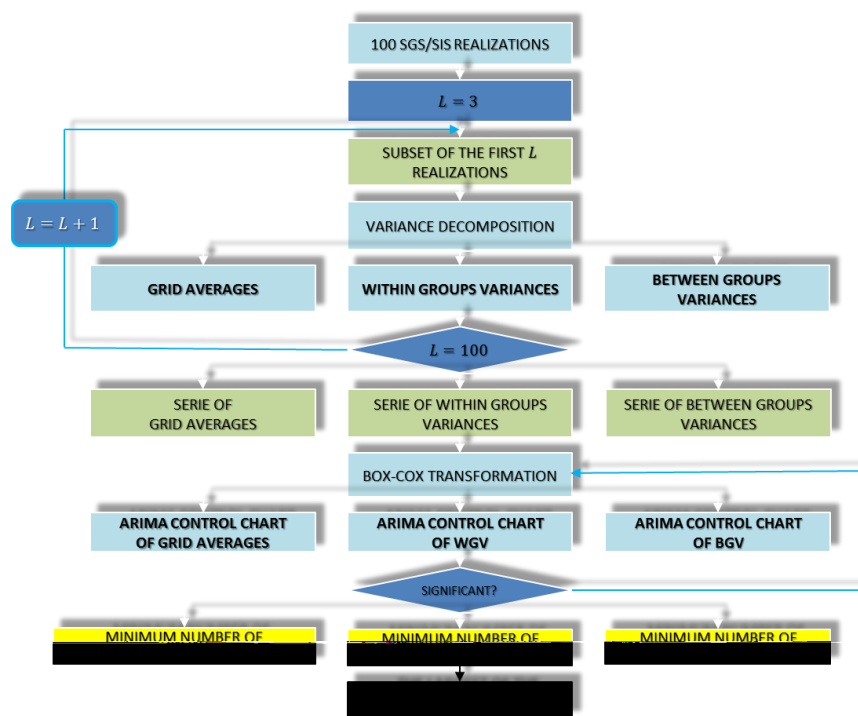 100 SGS/SIS REALIZATIONS
L = 3
SUBSET OF THE FIRST L
REALIZATIONS
L = L + 1
VARIANCE DECOMPOSITION
GRID AVERAGES
WITHIN GROUPS VARIANCES
BETWEEN GROUPS
VARIANCES
L = 100
SERIE OF
GRID AVERAGES
SERIE OF WITHIN GROUPS
VARIANCES
SERIE OF BETWEEN GROUPS
VARIANCES
BOX-COX TRANSFORMATION
ARIMA CONTROL CHART
OF GRID AVERAGES
ARIMA CONTROL CHART
OF WGV
ARIMA CONTROL CHART
OF BGV
SIGNIFICANT?
MINIMUM NUMBER OF
MINIMUM NUMBER OF
MINIMUM NUMBER OF